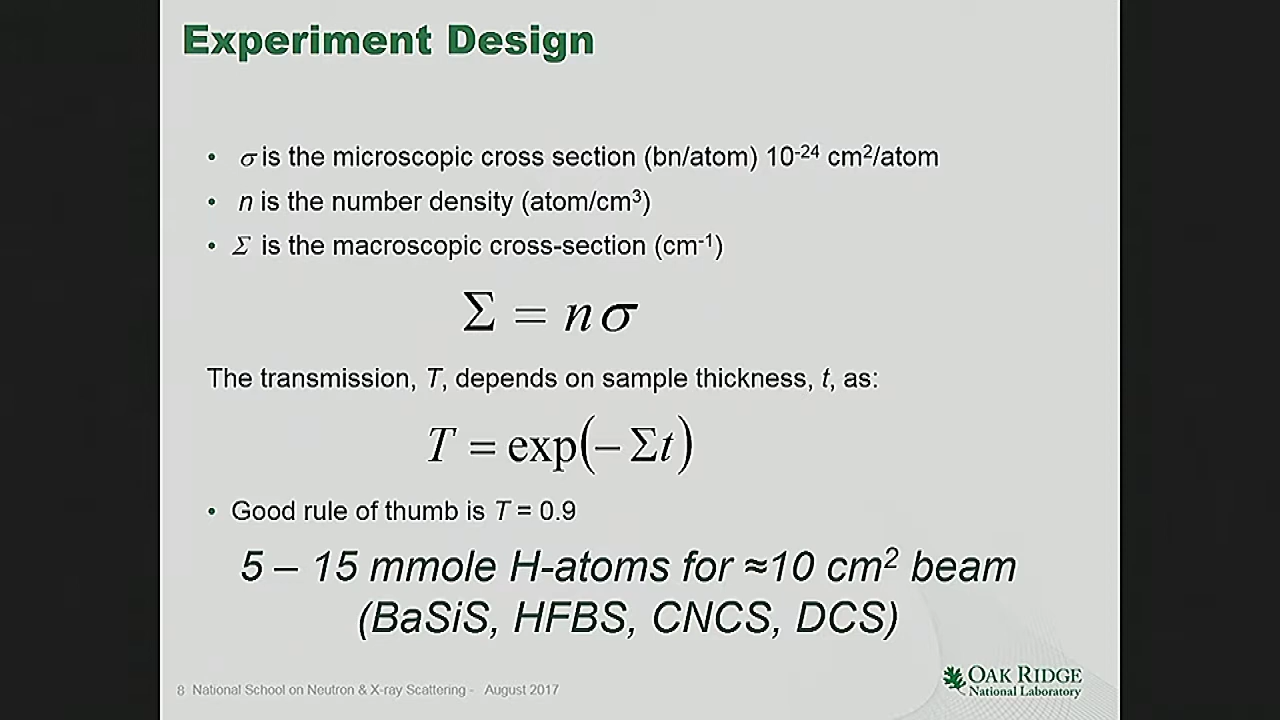 Experiment Design
• σ is the microscopic cross section (bn/atom) 10⁻²⁴ cm²/atom
• n is the number density (atom/cm³)
• Σ is the macroscopic cross-section (cm⁻¹)
Σ = n σ
The transmission, T, depends on sample thickness, t, as:
T = exp(− Σt)
• Good rule of thumb is T = 0.9
5 – 15 mmole H-atoms for ≈10 cm² beam
(BaSiS, HFBS, CNCS, DCS)
8 National School on Neutron & X-ray Scattering - August 2017
OAK RIDGE
National Laboratory